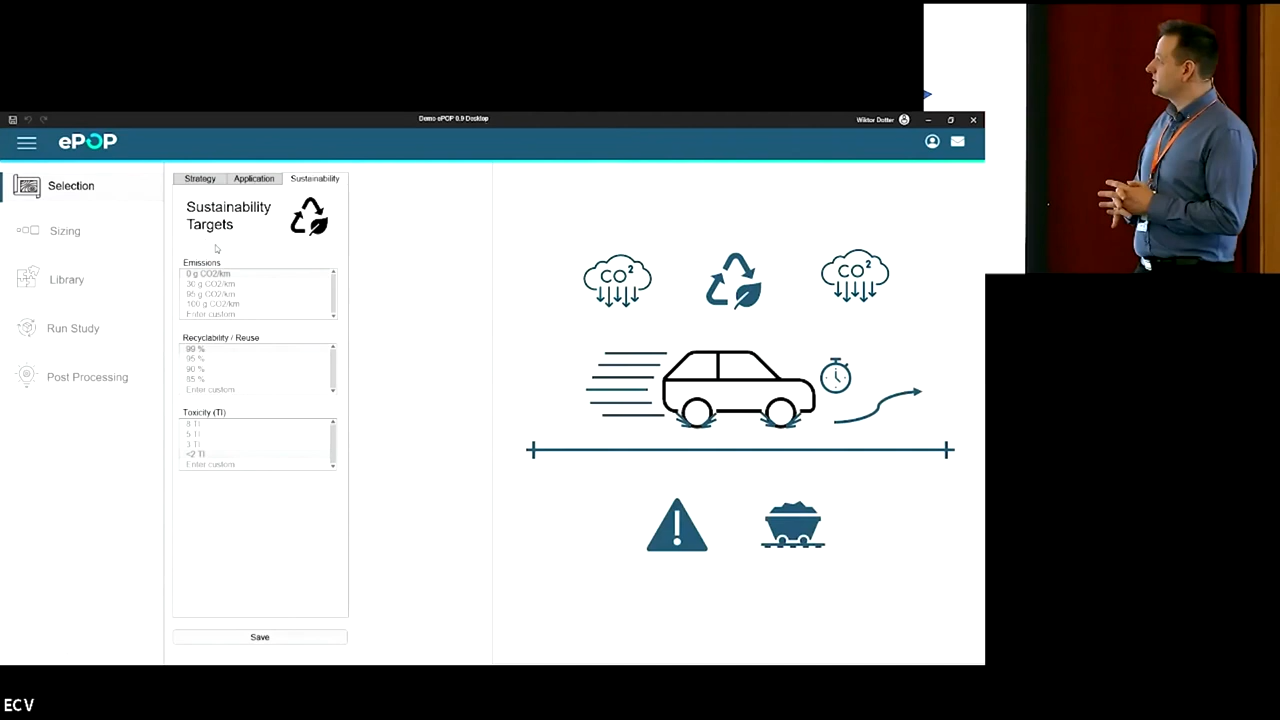 Demo ePOP 0.9 Desktop
Wiktor Dotter
ePOP
Selection
Sizing
Library
Run Study
Post Processing
Strategy
Application
Sustainability
Sustainability
Targets
Emissions
0 g CO2/km
30 g CO2/km
95 g CO2/km
100 g CO2/km
Enter custom
Recyclability / Reuse
99 %
95 %
90 %
85 %
Enter custom
Toxicity (TI)
8 TI
5 TI
3 TI
<2 TI
Enter custom
Save
CO²
CO²
ECV